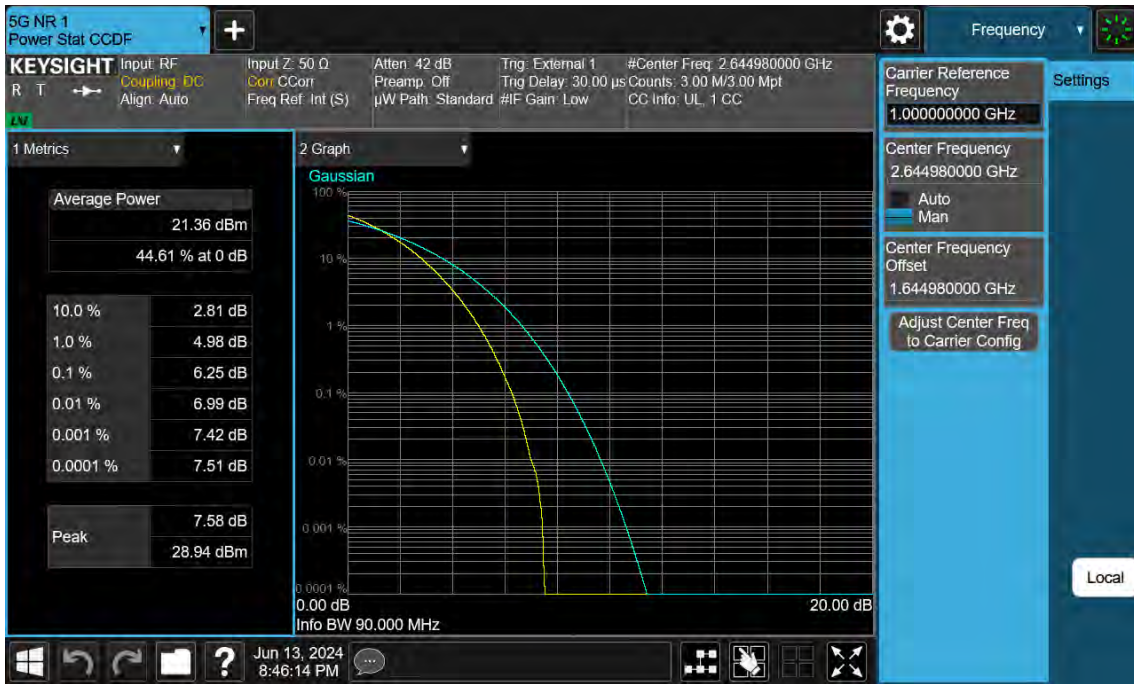 5G NR 1
Power Stat CCDF
Frequency
KEYSIGHT
R T
LNI
Input: RF
Coupling: DC
Align: Auto
Input Z: 50 Ω
Corr CCorr
Freq Ref: Int (S)
Atten: 42 dB
Preamp: Off
µW Path: Standard
#IF Gain: Low
Trig: External 1
Trig Delay: 30.00 µs
#Center Freq: 2.644980000 GHz
Counts: 3.00 M/3.00 Mpt
CC Info: UL, 1 CC
1 Metrics
Average Power
21.36 dBm
44.61 % at 0 dB
10.0 % 2.81 dB
1.0 % 4.98 dB
0.1 % 6.25 dB
0.01 % 6.99 dB
0.001 % 7.42 dB
0.0001 % 7.51 dB
Peak
7.58 dB
28.94 dBm
2 Graph
Gaussian
100 %
10 %
1 %
0.1 %
0.01 %
0.001 %
0.0001 %
0.00 dB 20.00 dB
Info BW 90.000 MHz
Carrier Reference
Frequency
1.000000000 GHz
Center Frequency
2.644980000 GHz
Auto
Man
Center Frequency
Offset
1.644980000 GHz
Adjust Center Freq
to Carrier Config
Settings
Local
?
Jun 13, 2024
8:46:14 PM